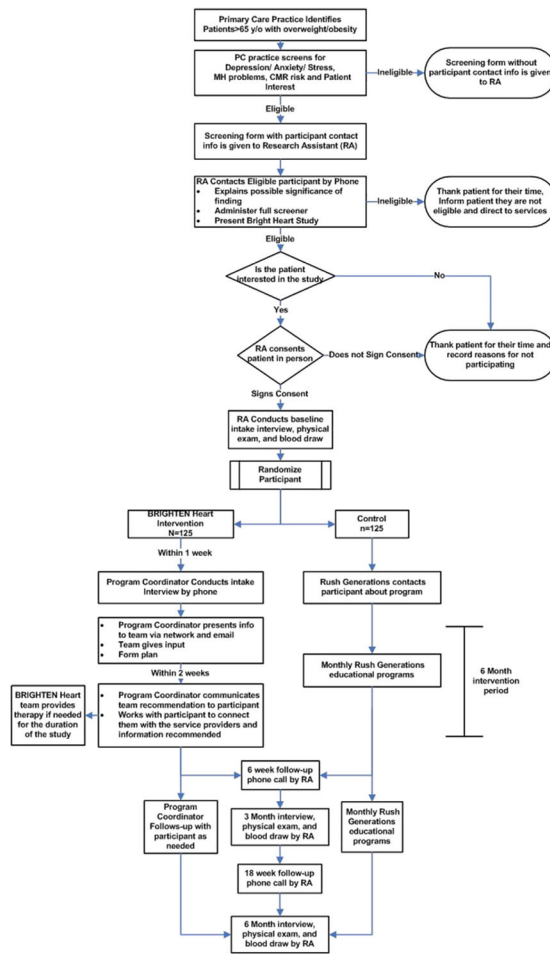 Primary Care Practice Identifies
Patients>65 y/o with overweight/obesity
PC practice screens for
Depression/ Anxiety/ Stress,
MH problems, CMR risk and Patient
Interest
Ineligible
Screening form without
participant contact info is given
to RA
Eligible
Screening form with participant contact
info is given to Research Assistant (RA)
RA Contacts Eligible participant by Phone
• Explains possible significance of
finding
• Administer full screener
• Present Bright Heart Study
Ineligible
Thank patient for their time,
Inform patient they are not
eligible and direct to services
Eligible
Is the patient
interested in the study
No
Yes
RA consents
patient in person
Does not Sign Consent
Thank patient for their time and
record reasons for not
participating
Signs Consent
RA Conducts baseline
intake interview, physical
exam, and blood draw
Randomize
Participant
BRIGHTEN Heart
Intervention
N=125
Control
n=125
Within 1 week
Program Coordinator Conducts intake
Interview by phone
Rush Generations contacts
participant about program
• Program Coordinator presents info
to team via network and email
• Team gives input
• Form plan
Monthly Rush Generations
educational programs
6 Month
intervention
period
Within 2 weeks
BRIGHTEN Heart
team provides
therapy if needed
for the duration
of the study
• Program Coordinator communicates
team recommendation to participant
• Works with participant to connect
them with the service providers and
information recommended
6 week follow-up
phone call by RA
Program
Coordinator
Follows-up with
participant as
needed
3 Month interview,
physical exam, and
blood draw by RA
Monthly Rush
Generations
educational
programs
18 week follow-up
phone call by RA
6 Month interview,
physical exam, and
blood draw by RA